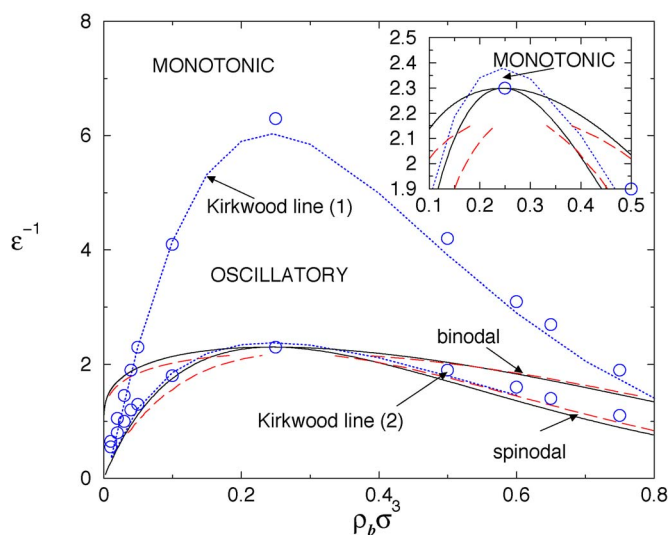 8
6
4
2
0
ε⁻¹
0
0.2
0.4
0.6
0.8
ρ_bσ³
MONOTONIC
Kirkwood line (1)
OSCILLATORY
binodal
Kirkwood line (2)
spinodal
2.5
2.4
2.3
2.2
2.1
2
1.9
0.1
0.2
0.3
0.4
0.5
MONOTONIC